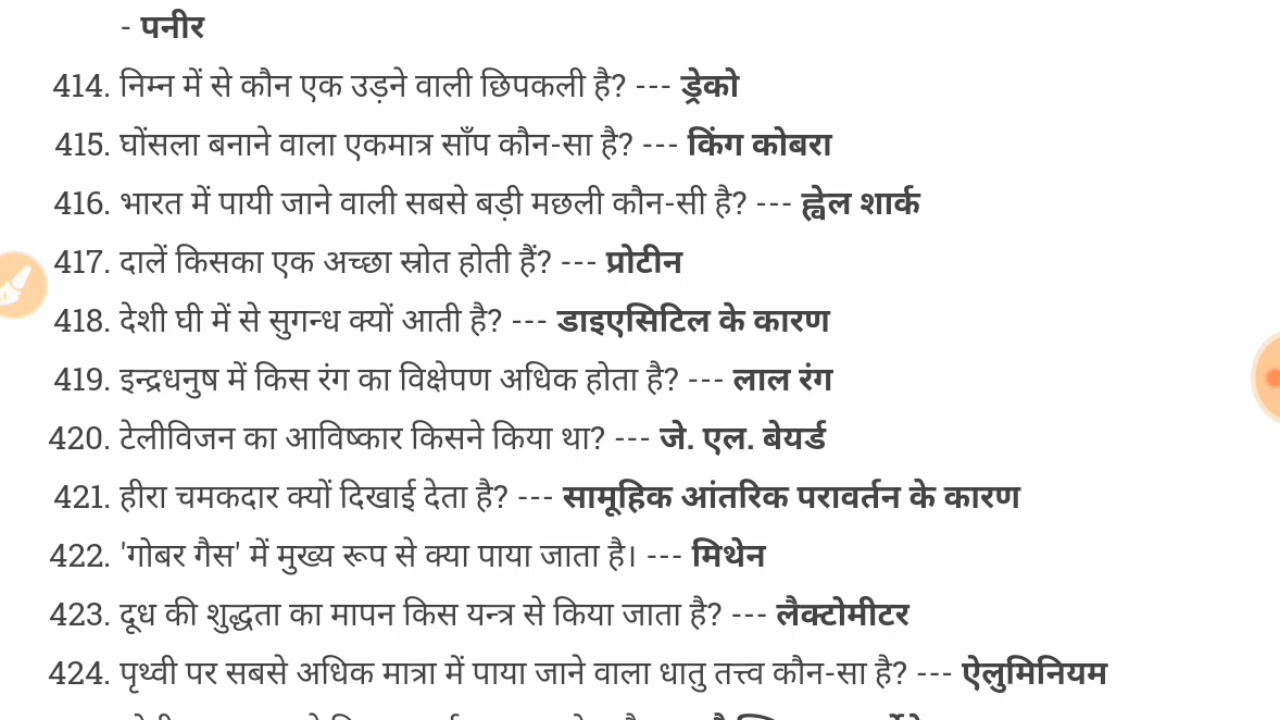 - पनीर
414. निम्न में से कौन एक उड़ने वाली छिपकली है? --- ड्रेको
415. घोंसला बनाने वाला एकमात्र साँप कौन-सा है? --- किंग कोबरा
416. भारत में पायी जाने वाली सबसे बड़ी मछली कौन-सी है? --- ह्वेल शार्क
417. दालें किसका एक अच्छा स्रोत होती हैं? --- प्रोटीन
418. देशी घी में से सुगन्ध क्यों आती है? --- डाइएसिटिल के कारण
419. इन्द्रधनुष में किस रंग का विक्षेपण अधिक होता है? --- लाल रंग
420. टेलीविजन का आविष्कार किसने किया था? --- जे. एल. बेयर्ड
421. हीरा चमकदार क्यों दिखाई देता है? --- सामूहिक आंतरिक परावर्तन के कारण
422. 'गोबर गैस' में मुख्य रूप से क्या पाया जाता है। --- मिथेन
423. दूध की शुद्धता का मापन किस यन्त्र से किया जाता है? --- लैक्टोमीटर
424. पृथ्वी पर सबसे अधिक मात्रा में पाया जाने वाला धातु तत्त्व कौन-सा है? --- ऐलुमिनियम